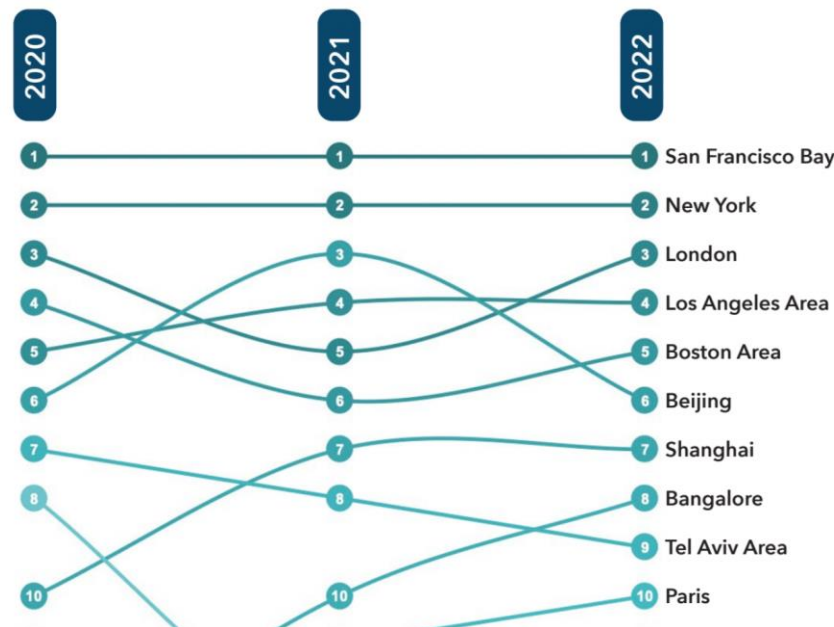 2020 2021 2022
1 1 1 San Francisco Bay
2 2 2 New York
3 3 3 London
4 4 4 Los Angeles Area
5 5 5 Boston Area
6 6 6 Beijing
7 7 7 Shanghai
8 8 8 Bangalore
9 Tel Aviv Area
10 10 10 Paris